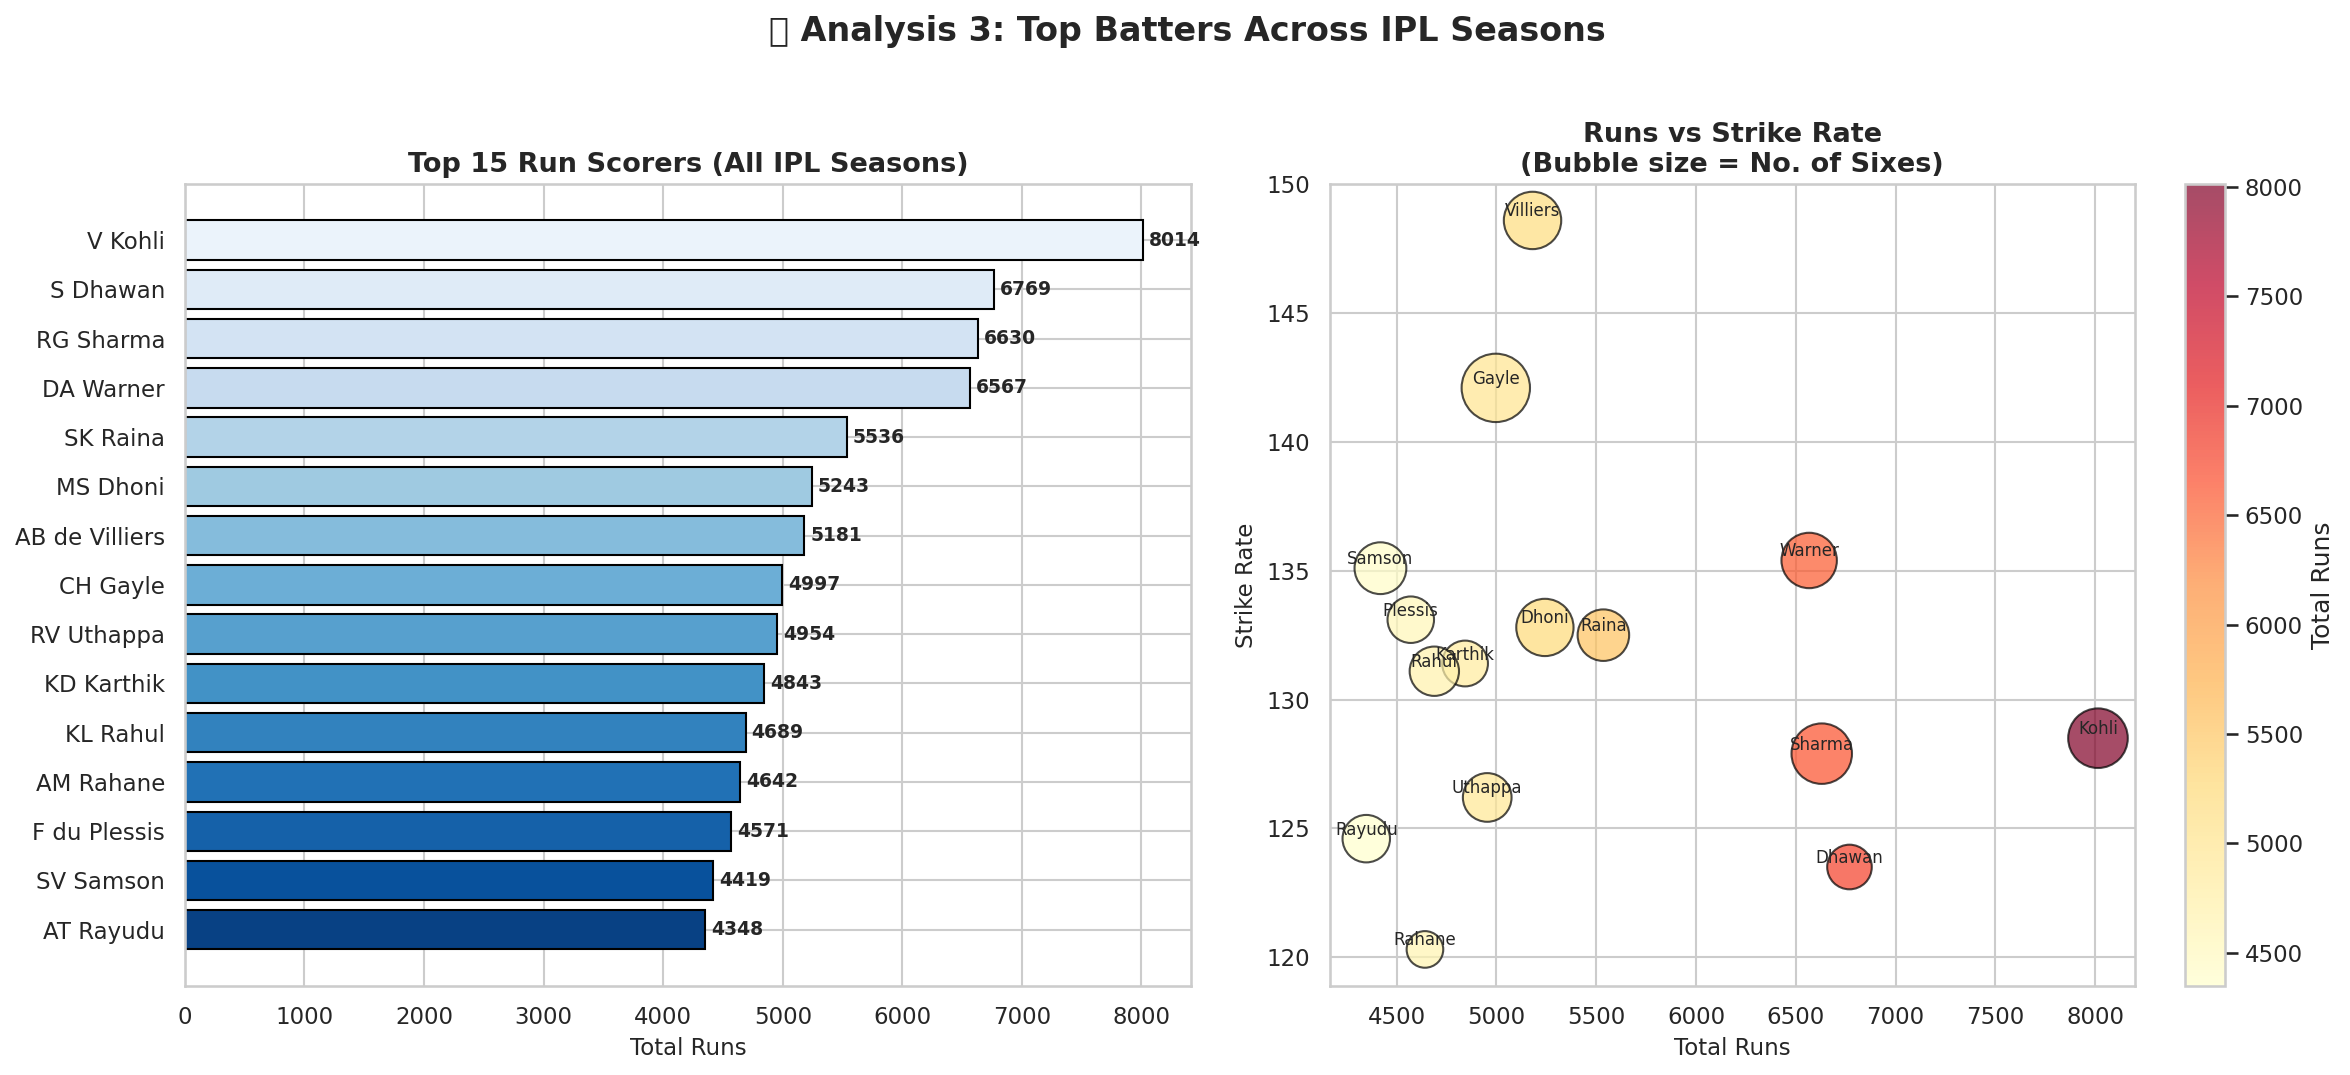 Analysis 3: Top Batters Across IPL Seasons
Top 15 Run Scorers (All IPL Seasons)
V Kohli
8014
S Dhawan
6769
RG Sharma
6630
DA Warner
6567
SK Raina
5536
MS Dhoni
5243
AB de Villiers
5181
CH Gayle
4997
RV Uthappa
4954
KD Karthik
4843
KL Rahul
4689
AM Rahane
4642
F du Plessis
4571
SV Samson
4419
AT Rayudu
4348
0 1000 2000 3000 4000 5000 6000 7000 8000
Total Runs
Runs vs Strike Rate
(Bubble size = No. of Sixes)
Strike Rate
150
145
140
135
130
125
120
Villiers
Gayle
Samson
Warner
Plessis
Dhoni
Raina
Rahul
Karthik
Kohli
Sharma
Uthappa
Rayudu
Dhawan
Rahane
4500 5000 5500 6000 6500 7000 7500 8000
Total Runs
8000
7500
7000
6500
6000
5500
5000
4500
Total Runs